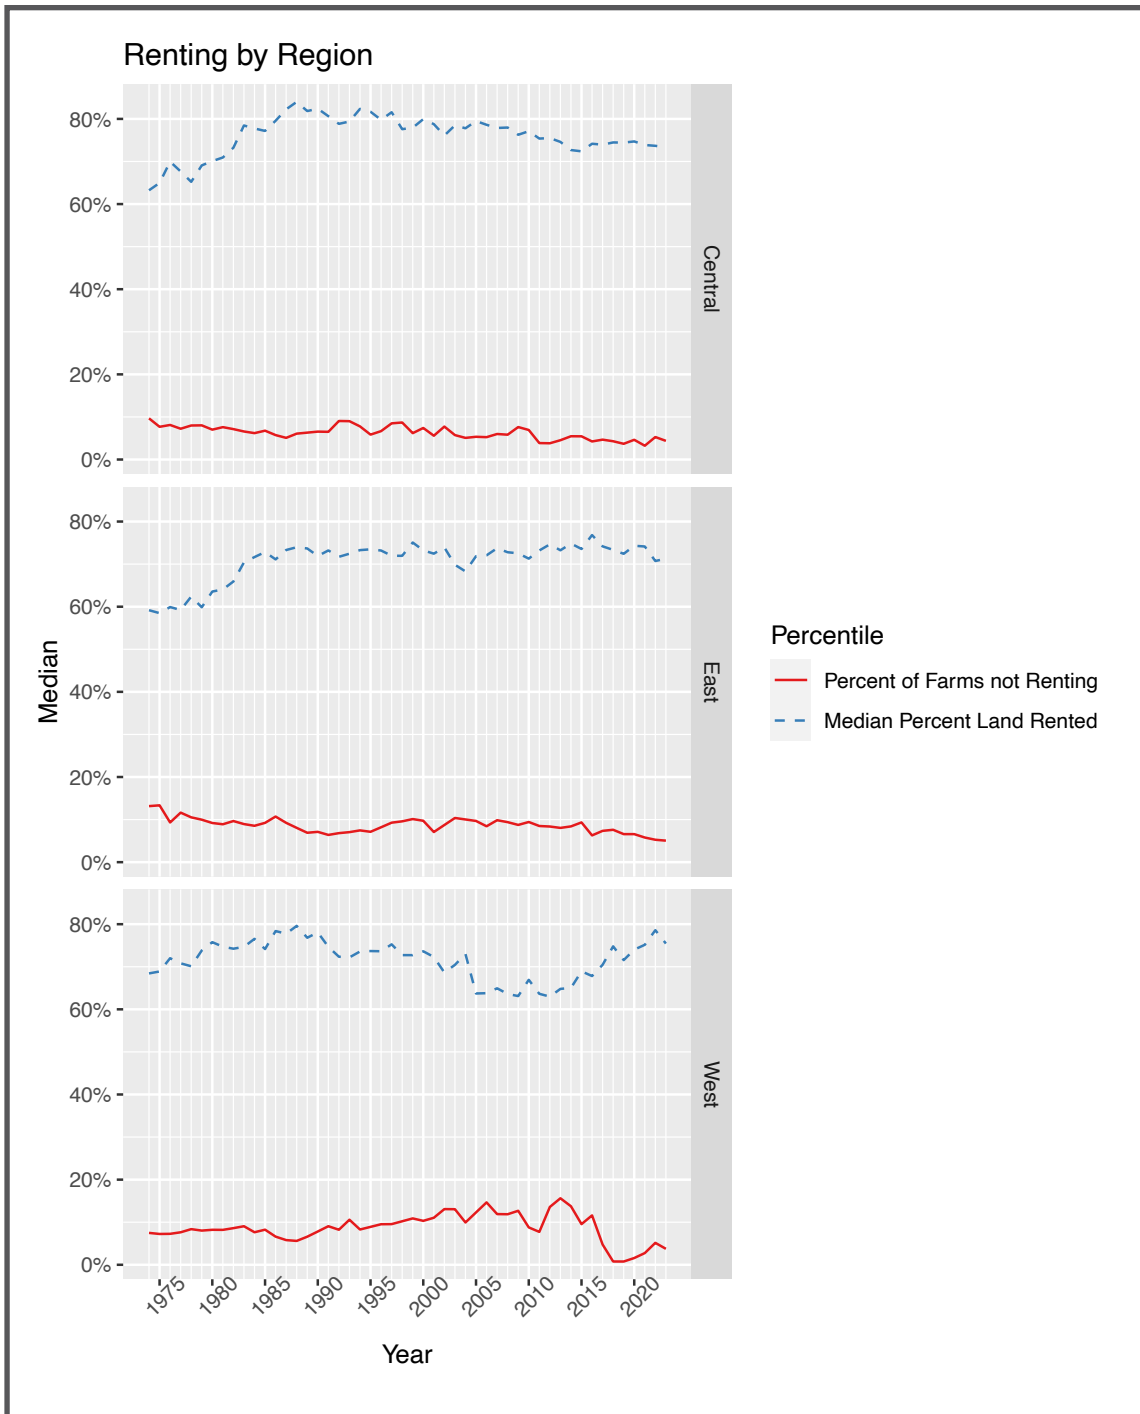 Renting by Region
80%
60%
40%
20%
0%
Central
80%
60%
40%
20%
0%
East
80%
60%
40%
20%
0%
West
Median
1975
1980
1985
1990
1995
2000
2005
2010
2015
2020
Year
Percentile
Percent of Farms not Renting
Median Percent Land Rented